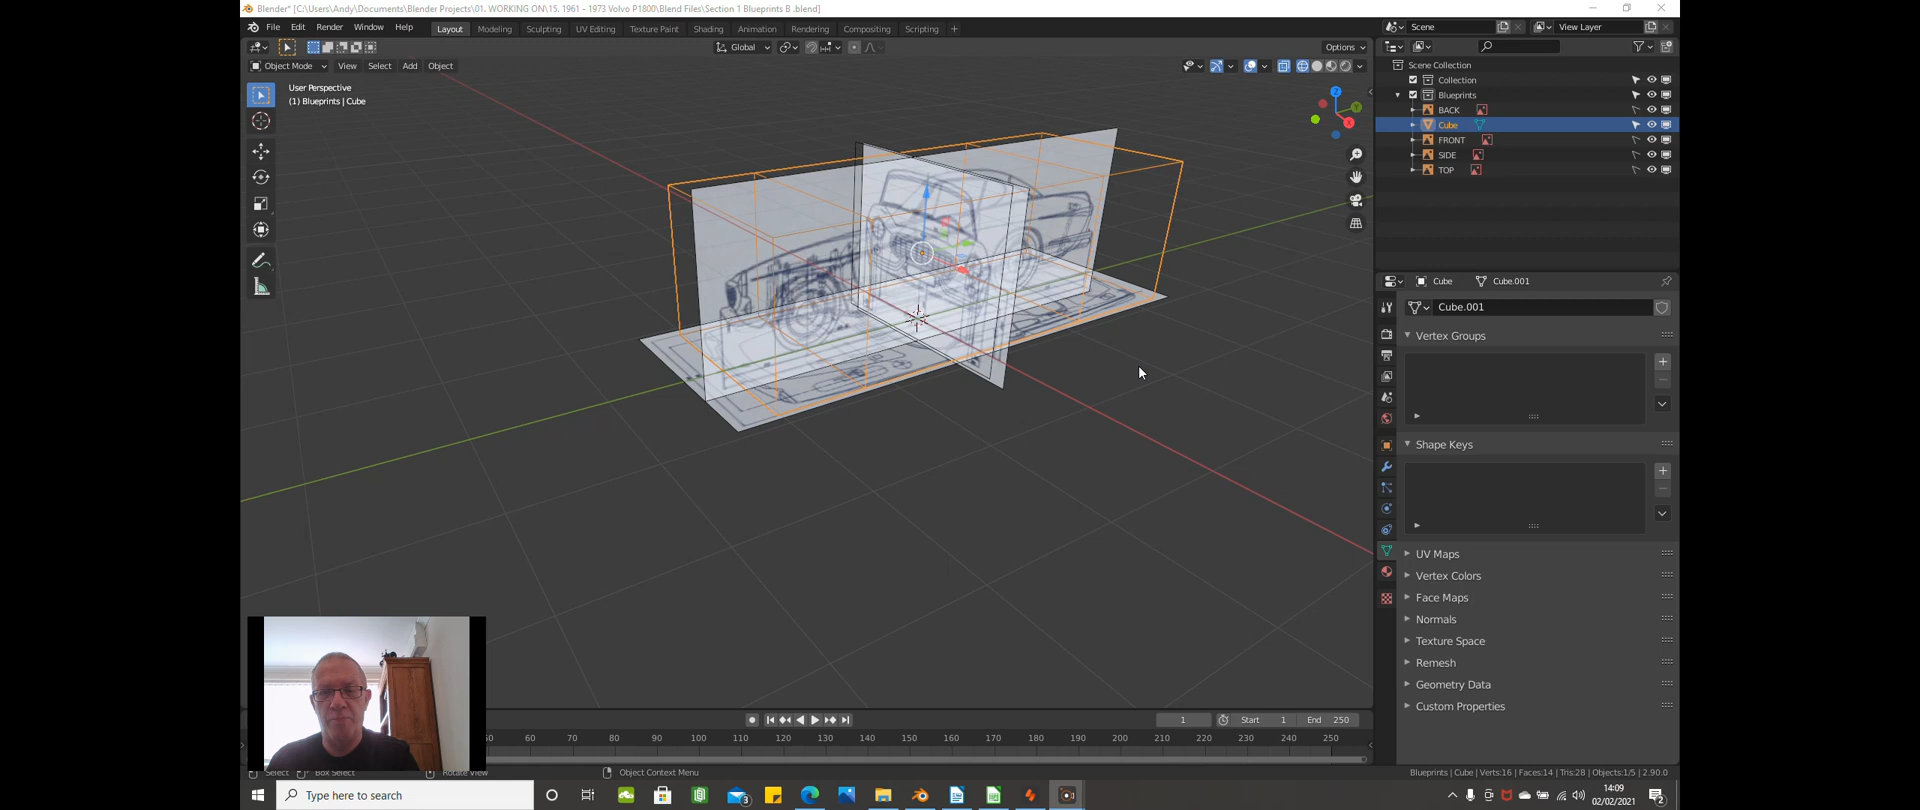 Blender* [C:\Users\Andy\Documents\Blender Projects\01. WORKING ON\15. 1961 - 1973 Volvo P1800\Blend Files\Section 1 Blueprints B .blend]
File Edit Render Window Help Layout Modeling Sculpting UV Editing Texture Paint Shading Animation Rendering Compositing Scripting +
Scene View Layer
Global Options
Object Mode View Select Add Object
User Perspective
(1) Blueprints | Cube
Z
Y
X
Scene Collection
Collection
Blueprints
BACK
Cube
FRONT
SIDE
TOP
Cube Cube.001
Cube.001
Vertex Groups
Shape Keys
UV Maps
Vertex Colors
Face Maps
Normals
Texture Space
Remesh
Geometry Data
Custom Properties
1 Start 1 End 250
50 60 70 80 90 100 110 120 130 140 150 160 170 180 190 200 210 220 230 240 250
Select Box Select Rotate View Object Context Menu Blueprints | Cube | Verts:16 | Faces:14 | Tris:28 | Objects:1/5 | 2.90.0
Type here to search
3
14:09
02/02/2021
2